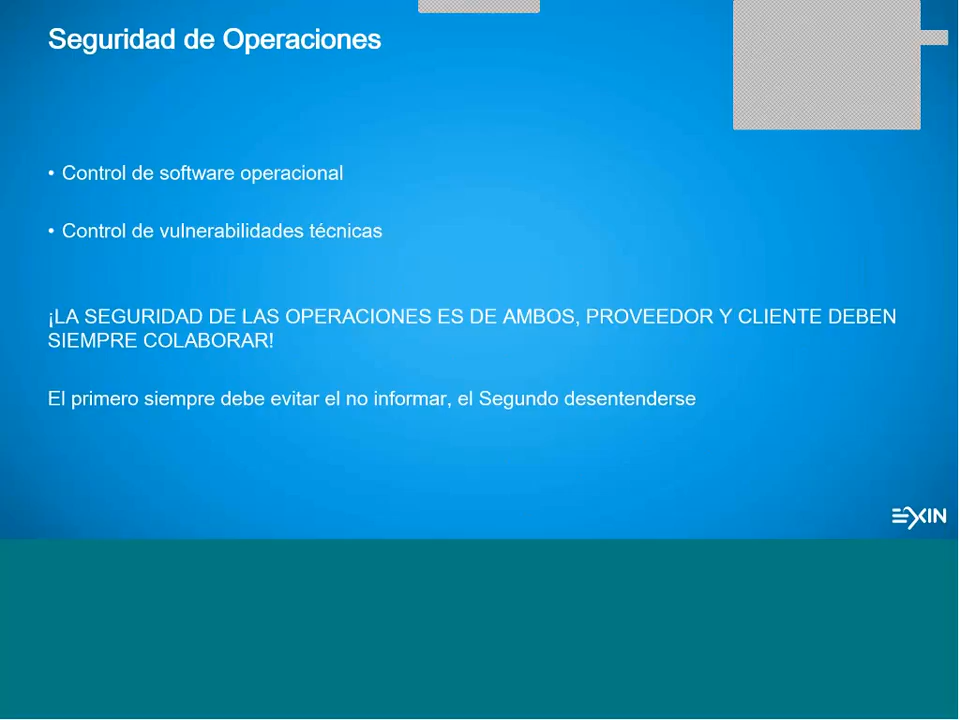 Seguridad de Operaciones
• Control de software operacional
• Control de vulnerabilidades técnicas
¡LA SEGURIDAD DE LAS OPERACIONES ES DE AMBOS, PROVEEDOR Y CLIENTE DEBEN
SIEMPRE COLABORAR!
El primero siempre debe evitar el no informar, el Segundo desentenderse
EXIN